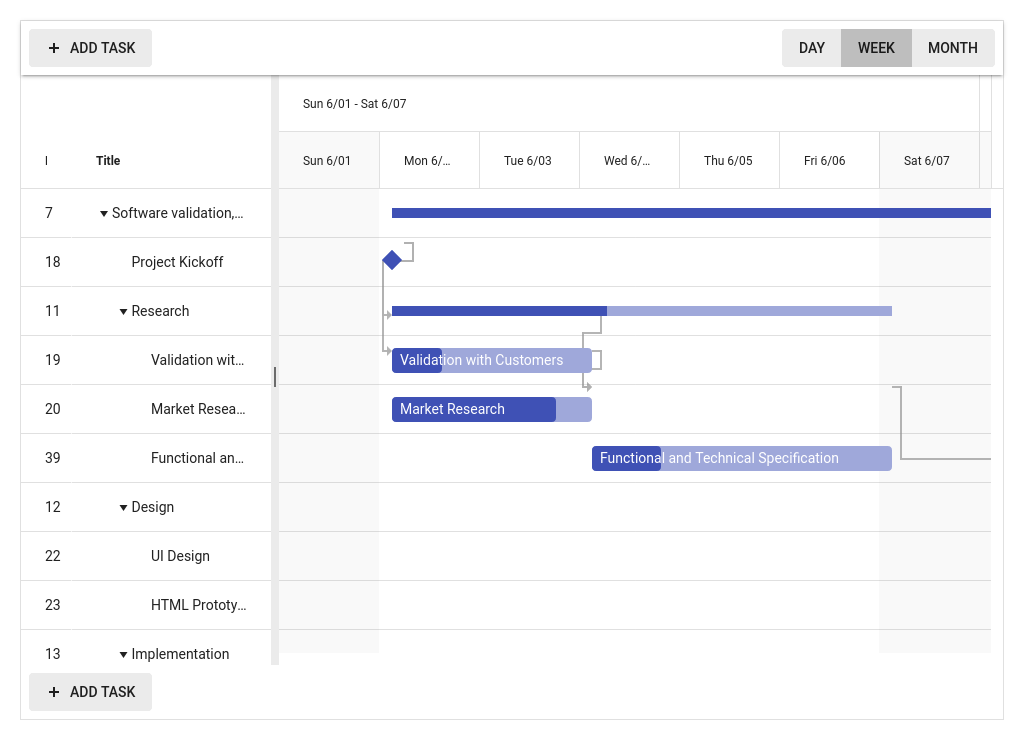 ADD TASK
DAY WEEK MONTH
Sun 6/01 - Sat 6/07
I Title Sun 6/01 Mon 6/... Tue 6/03 Wed 6/... Thu 6/05 Fri 6/06 Sat 6/07
7 Software validation,...
18 Project Kickoff
11 Research
19 Validation wit... Validation with Customers
20 Market Resea... Market Research
39 Functional an... Functional and Technical Specification
12 Design
22 UI Design
23 HTML Prototy...
13 Implementation
ADD TASK